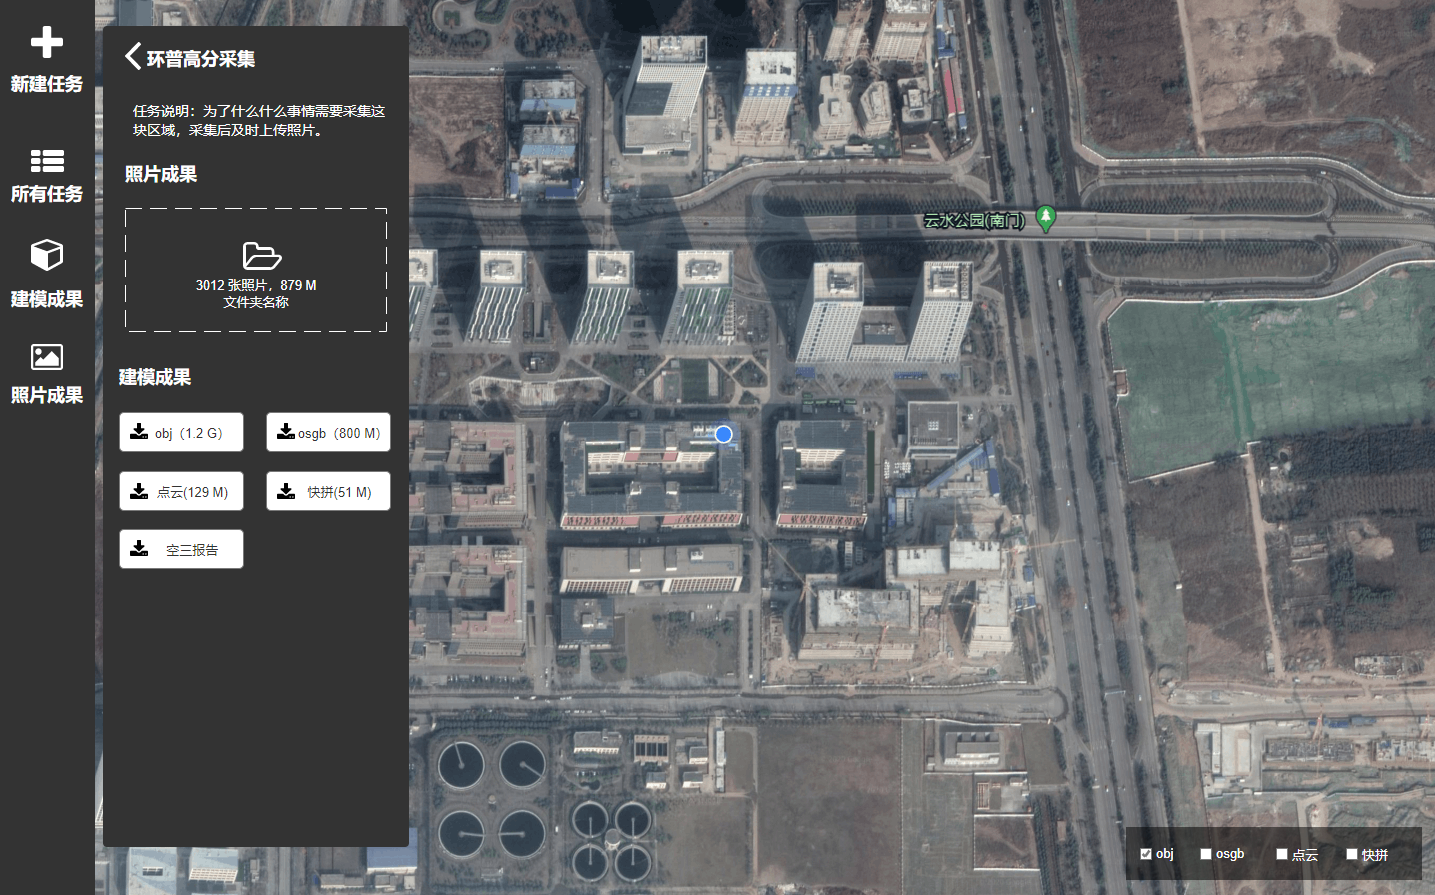 新建任务
所有任务
建模成果
照片成果
环普高分采集
任务说明：为了什么什么事情需要采集这
块区域，采集后及时上传照片。
照片成果
3012 张照片，879 M
文件夹名称
建模成果
obj（1.2 G）
osgb（800 M）
点云(129 M)
快拼(51 M)
空三报告
云水公园(南门)
obj
osgb
点云
快拼